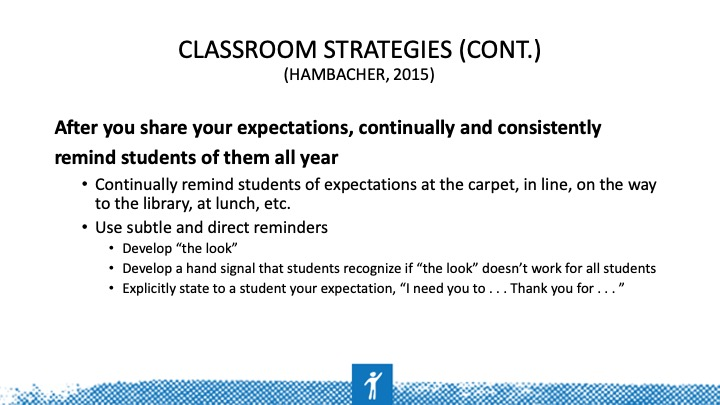 CLASSROOM STRATEGIES (CONT.)
(HAMBACHER, 2015)
After you share your expectations, continually and consistently
remind students of them all year
• Continually remind students of expectations at the carpet, in line, on the way
to the library, at lunch, etc.
• Use subtle and direct reminders
• Develop “the look”
• Develop a hand signal that students recognize if “the look” doesn’t work for all students
• Explicitly state to a student your expectation, “I need you to . . . Thank you for . . . ”